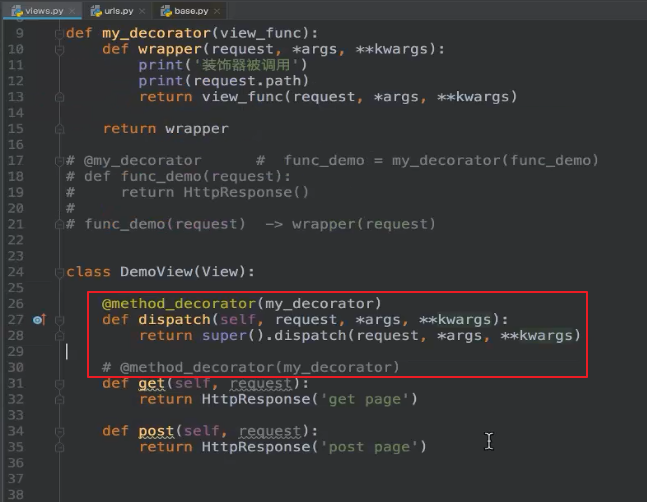 views.py × urls.py × base.py ×
9 def my_decorator(view_func):
10     def wrapper(request, *args, **kwargs):
11         print('装饰器被调用')
12         print(request.path)
13         return view_func(request, *args, **kwargs)
14
15     return wrapper
16
17 # @my_decorator      #  func_demo = my_decorator(func_demo)
18 # def func_demo(request):
19 #     return HttpResponse()
20 #
21 # func_demo(request)  -> wrapper(request)
22
23
24 class DemoView(View):
25
26     @method_decorator(my_decorator)
27     def dispatch(self, request, *args, **kwargs):
28         return super().dispatch(request, *args, **kwargs)
29
30     # @method_decorator(my_decorator)
31     def get(self, request):
32         return HttpResponse('get page')
33
34     def post(self, request):
35         return HttpResponse('post page')
36
37
38